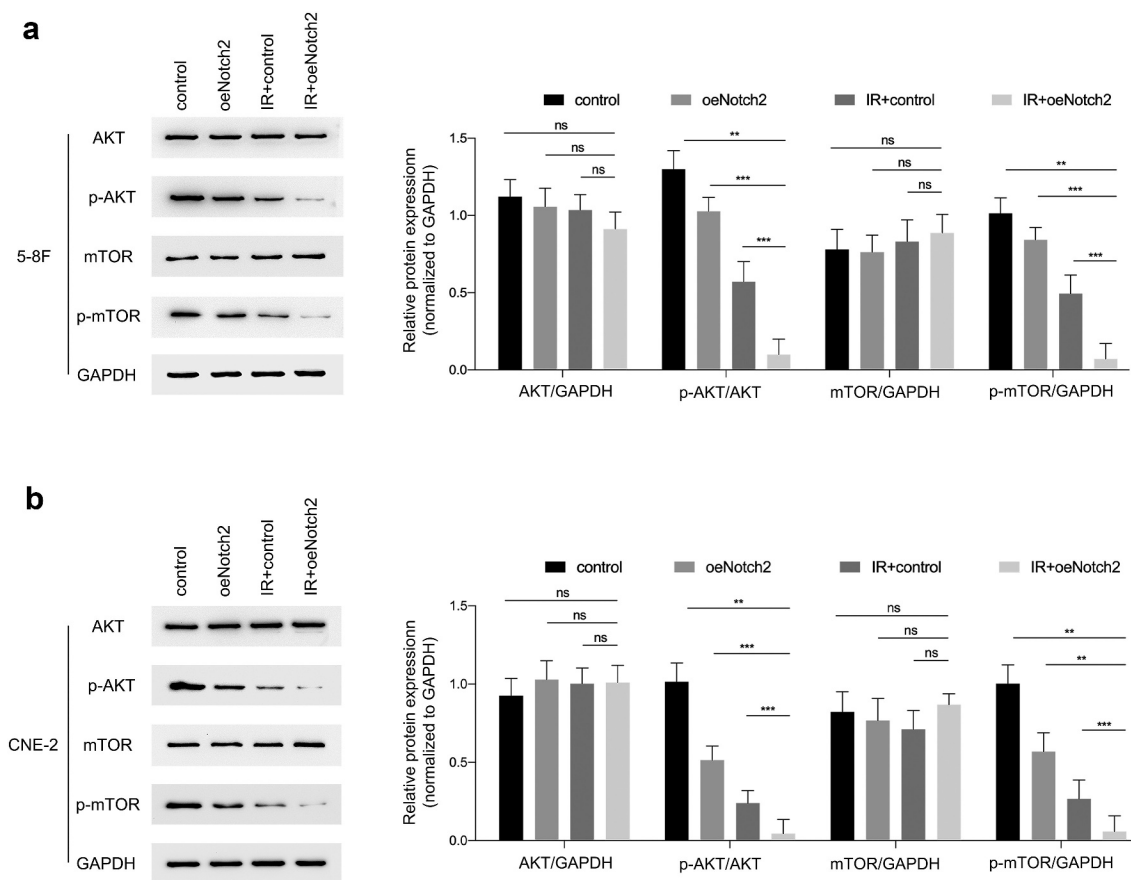 a
control
oeNotch2
IR+control
IR+oeNotch2
5-8F
AKT
p-AKT
mTOR
p-mTOR
GAPDH
control
oeNotch2
IR+control
IR+oeNotch2
Relative protein expressionn
(normalized to GAPDH)
1.5
1.0
0.5
0.0
ns
ns
ns
**
***
***
ns
ns
ns
**
***
***
AKT/GAPDH
p-AKT/AKT
mTOR/GAPDH
p-mTOR/GAPDH
b
control
oeNotch2
IR+control
IR+oeNotch2
CNE-2
AKT
p-AKT
mTOR
p-mTOR
GAPDH
control
oeNotch2
IR+control
IR+oeNotch2
Relative protein expressionn
(normalized to GAPDH)
1.5
1.0
0.5
0.0
ns
ns
ns
**
***
***
ns
ns
ns
**
**
***
AKT/GAPDH
p-AKT/AKT
mTOR/GAPDH
p-mTOR/GAPDH